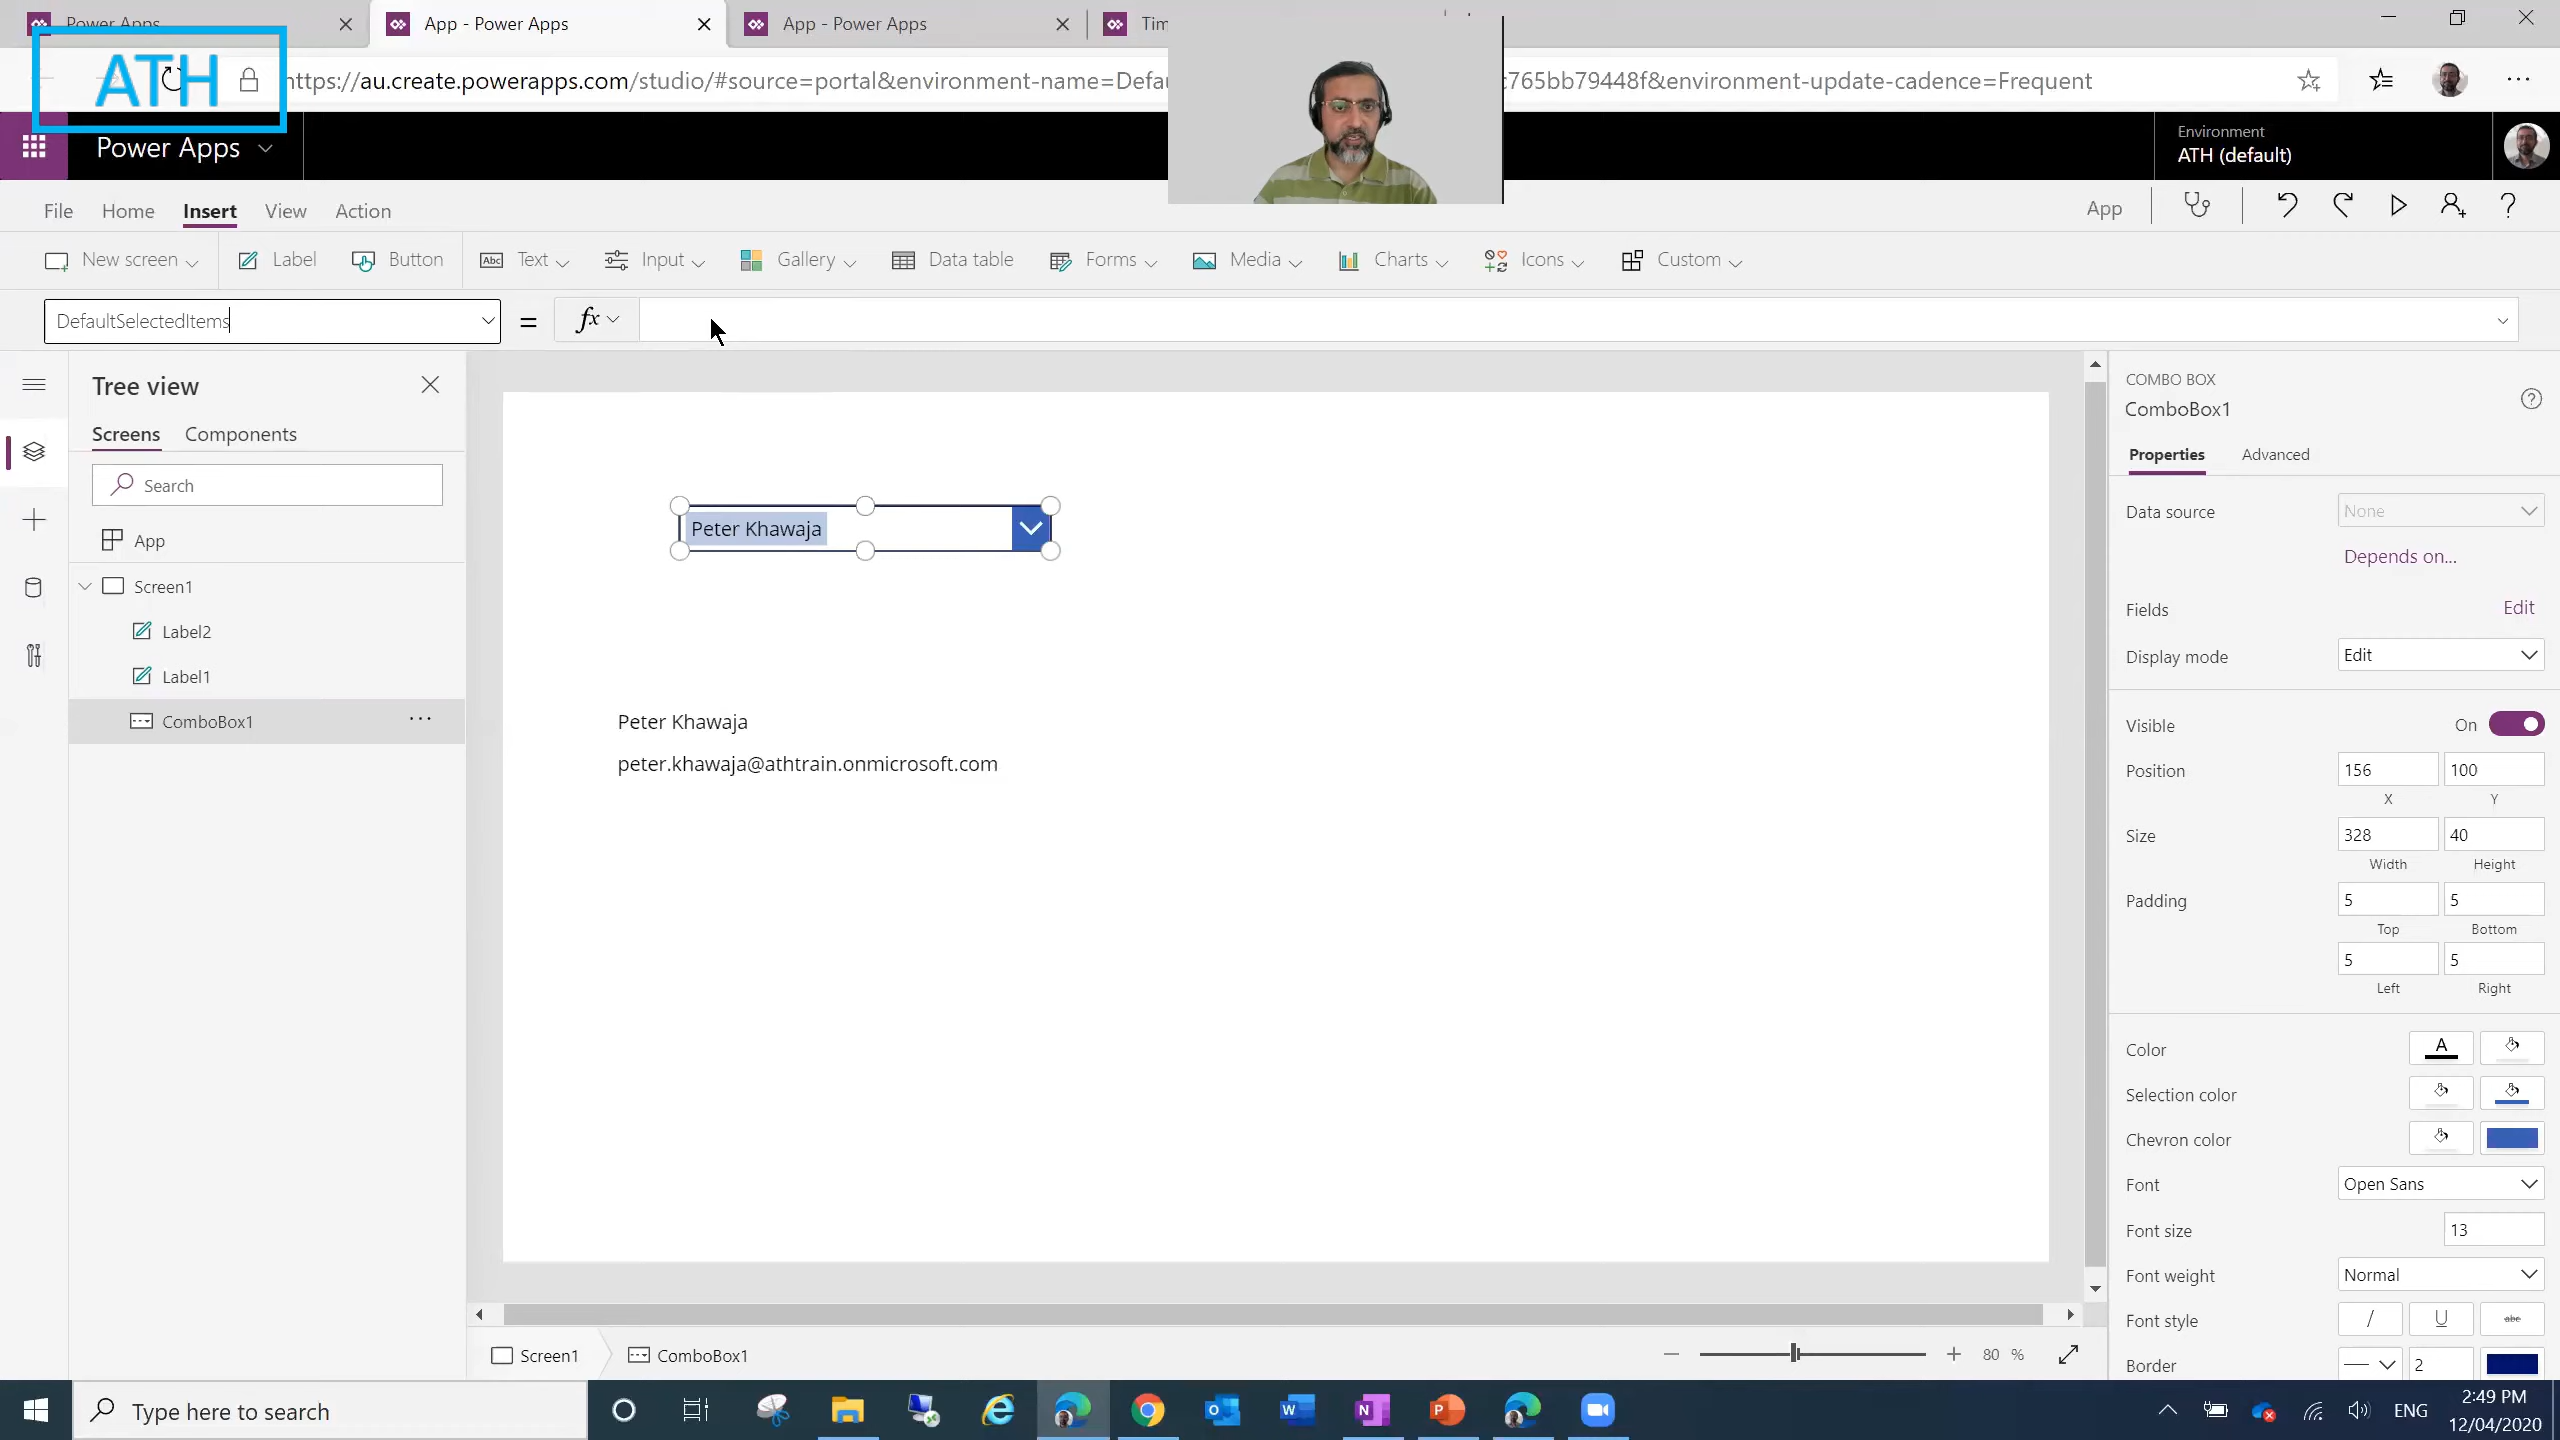 Power Apps
App - Power Apps
App - Power Apps
Tim
ATH
https://au.create.powerapps.com/studio/#source=portal&environment-name=Defau
c765bb79448f&environment-update-cadence=Frequent
Power Apps
Environment
ATH (default)
File
Home
Insert
View
Action
App
New screen
Label
Button
Text
Input
Gallery
Data table
Forms
Media
Charts
Icons
Custom
DefaultSelectedItems
=
fx
Tree view
Screens
Components
Search
App
Screen1
Label2
Label1
ComboBox1
Peter Khawaja
Peter Khawaja
peter.khawaja@athtrain.onmicrosoft.com
COMBO BOX
ComboBox1
Properties
Advanced
Data source
None
Depends on...
Fields
Edit
Display mode
Edit
Visible
On
Position
156
100
X
Y
Size
328
40
Width
Height
Padding
5
5
Top
Bottom
5
5
Left
Right
Color
Selection color
Chevron color
Font
Open Sans
Font size
13
Font weight
Normal
Font style
Border
2
Screen1
ComboBox1
80 %
Type here to search
ENG
2:49 PM
12/04/2020